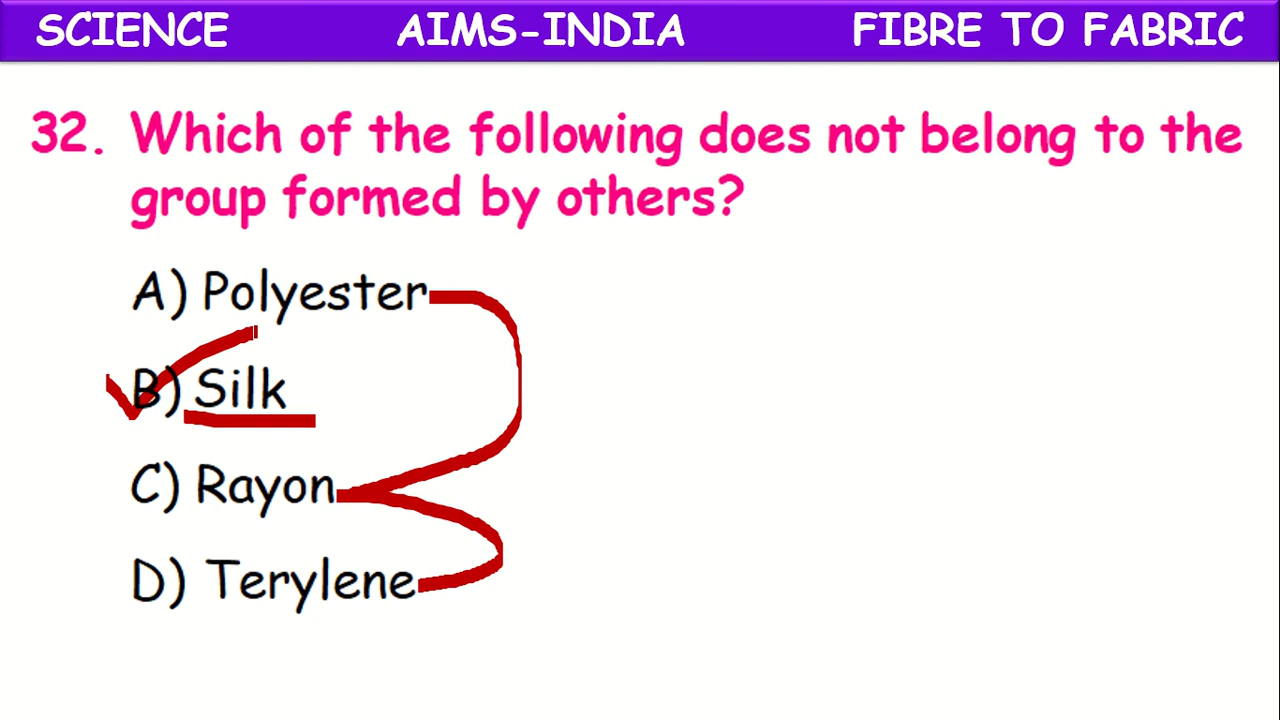 SCIENCE AIMS-INDIA FIBRE TO FABRIC
32. Which of the following does not belong to the
group formed by others?
A) Polyester
B) Silk
C) Rayon
D) Terylene